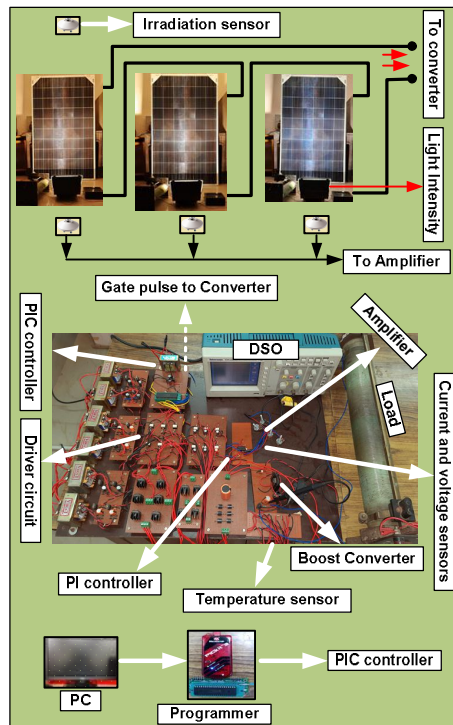 Irradiation sensor
To converter
Light Intensity
To Amplifier
Gate pulse to Converter
PIC controller
DSO
Amplifier
Load
Driver circuit
Current and voltage sensors
PI controller
Boost Converter
Temperature sensor
PC
Programmer
PIC controller